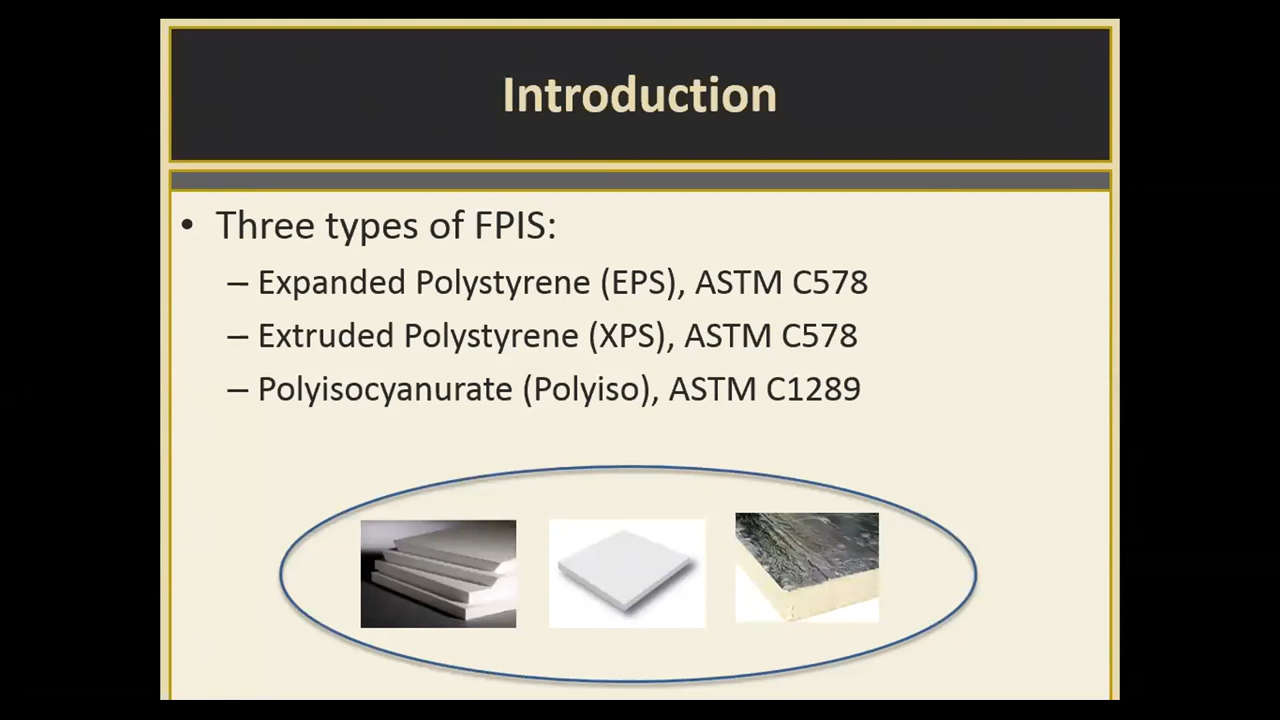 Introduction
• Three types of FPIS:
– Expanded Polystyrene (EPS), ASTM C578
– Extruded Polystyrene (XPS), ASTM C578
– Polyisocyanurate (Polyiso), ASTM C1289